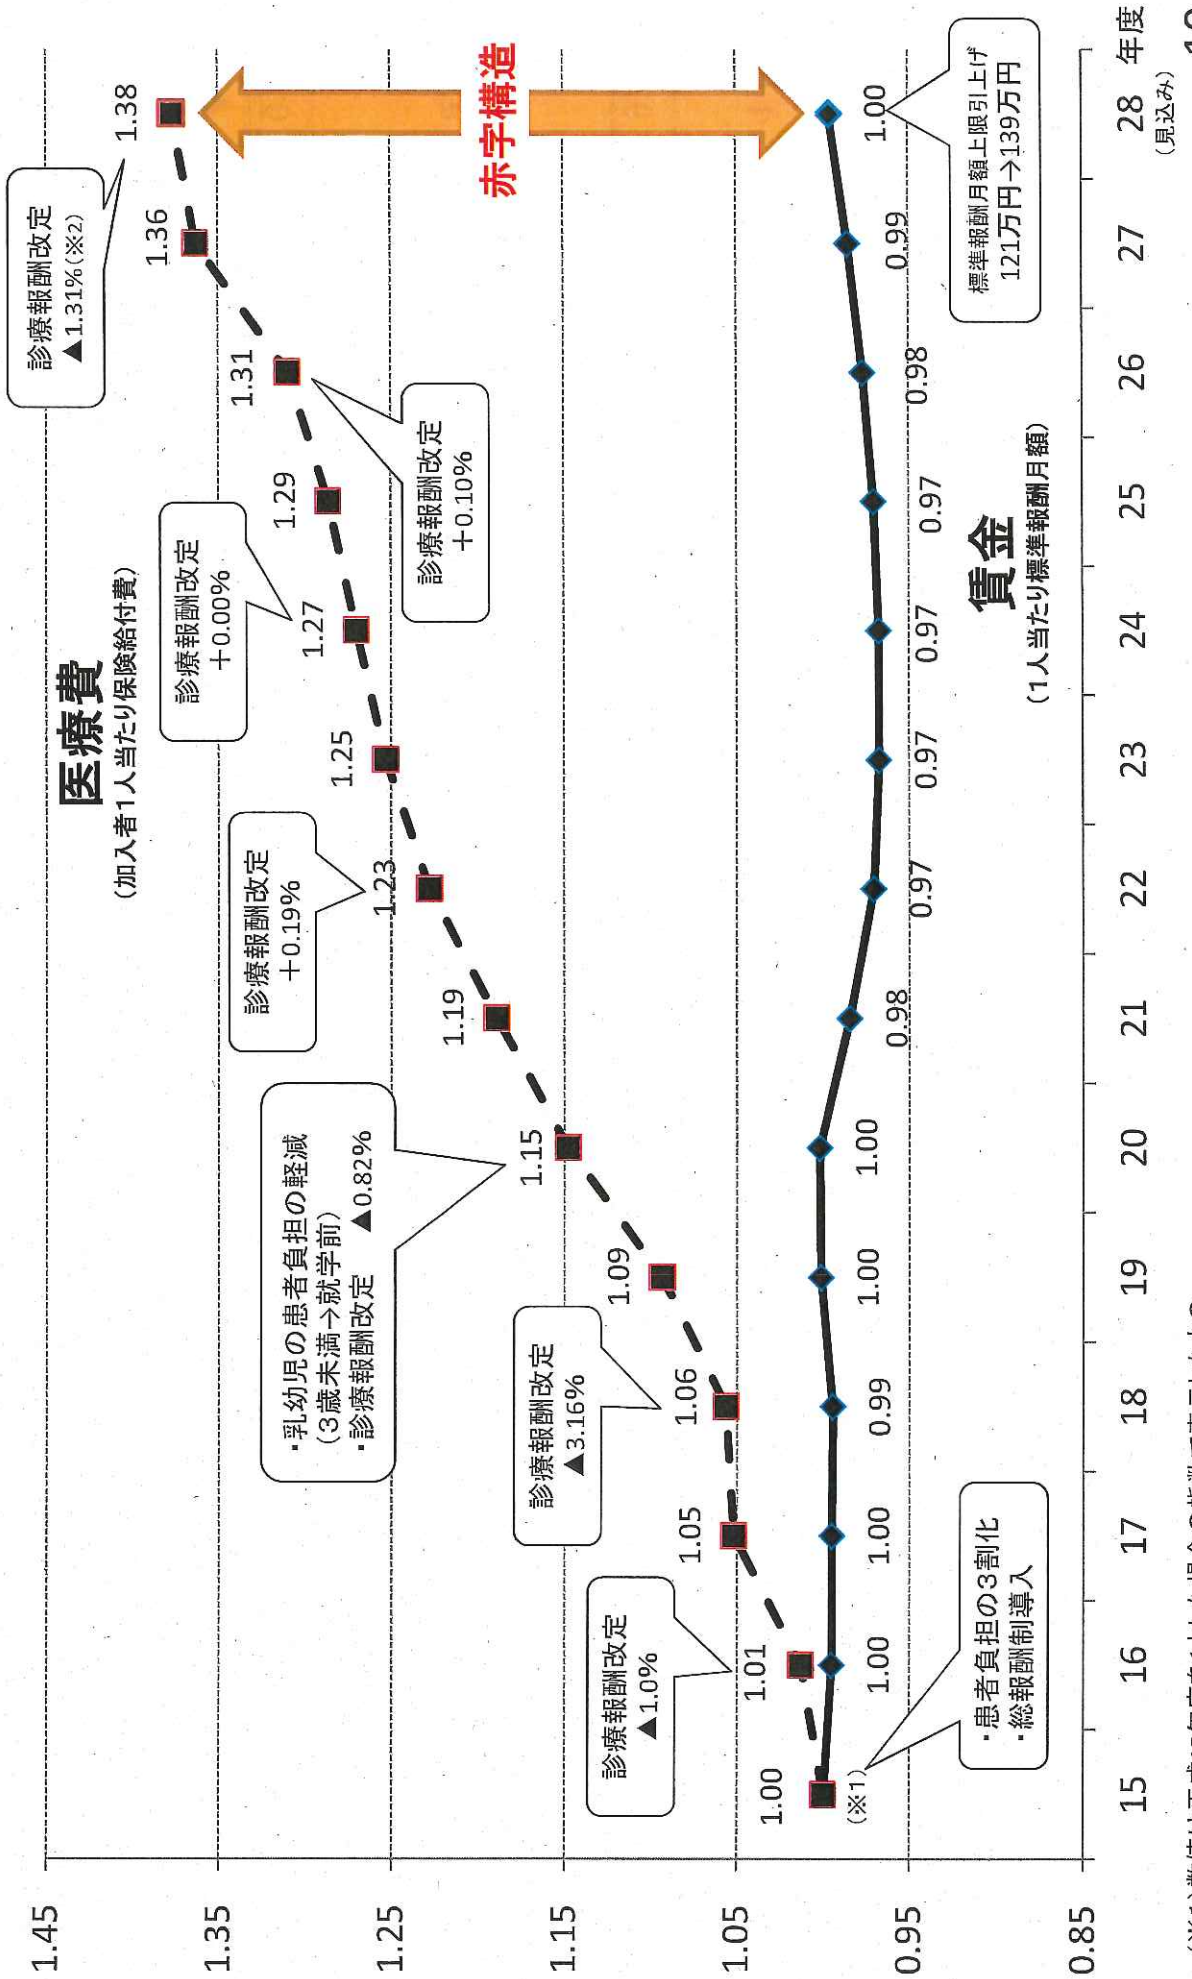 1.45
1.35
1.25
1.15
1.05
0.95
0.85
医療費
(加入者1人当たり保険給付費)
1.00
1.01
1.05
1.06
1.09
1.15
1.19
1.23
1.25
1.27
1.29
1.31
1.36
1.38
診療報酬改定
▲1.0%
診療報酬改定
▲3.16%
・乳幼児の患者負担の軽減
(3歳未満→就学前)
・診療報酬改定 ▲0.82%
診療報酬改定
+0.19%
診療報酬改定
+0.00%
診療報酬改定
+0.10%
診療報酬改定
▲1.31%(※2)
赤字構造
(※1)
1.00
1.00
0.99
1.00
1.00
0.98
0.97
0.97
0.97
0.97
0.98
0.99
1.00
・患者負担の3割化
・総報酬制導入
賃金
(1人当たり標準報酬月額)
標準報酬月額上限引上げ
121万円→139万円
15 16 17 18 19 20 21 22 23 24 25 26 27 28 年度
(見込み)